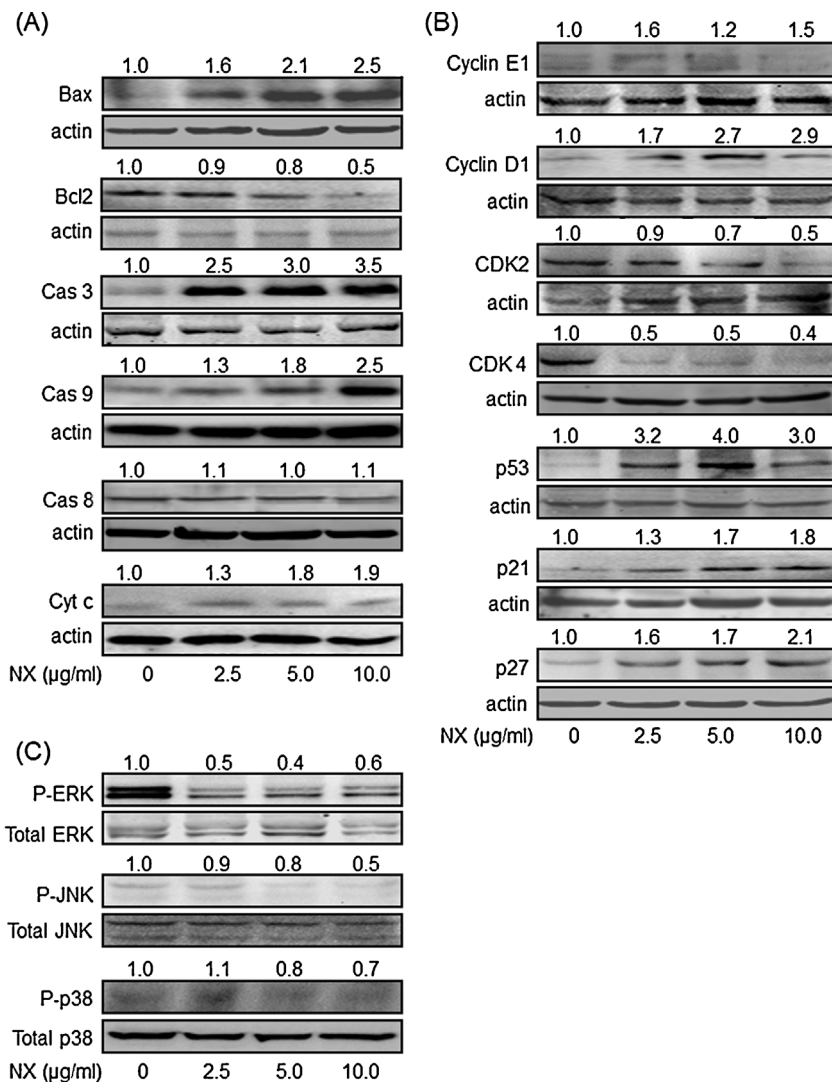 (A)
1.0 1.6 2.1 2.5
Bax
actin
1.0 0.9 0.8 0.5
Bcl2
actin
1.0 2.5 3.0 3.5
Cas 3
actin
1.0 1.3 1.8 2.5
Cas 9
actin
1.0 1.1 1.0 1.1
Cas 8
actin
1.0 1.3 1.8 1.9
Cyt c
actin
NX (µg/ml) 0 2.5 5.0 10.0
(B)
1.0 1.6 1.2 1.5
Cyclin E1
actin
1.0 1.7 2.7 2.9
Cyclin D1
actin
1.0 0.9 0.7 0.5
CDK2
actin
1.0 0.5 0.5 0.4
CDK 4
actin
1.0 3.2 4.0 3.0
p53
actin
1.0 1.3 1.7 1.8
p21
actin
1.0 1.6 1.7 2.1
p27
actin
NX (µg/ml) 0 2.5 5.0 10.0
(C)
1.0 0.5 0.4 0.6
P-ERK
Total ERK
1.0 0.9 0.8 0.5
P-JNK
Total JNK
1.0 1.1 0.8 0.7
P-p38
Total p38
NX (µg/ml) 0 2.5 5.0 10.0